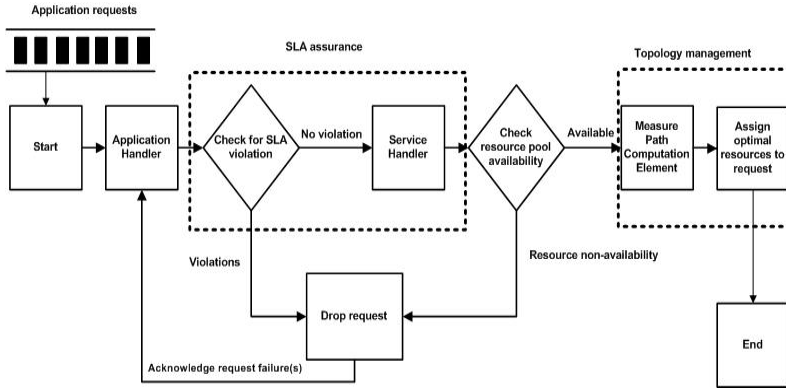 Application requests
SLA assurance
Topology management
Start
Application
Handler
Check for SLA
violation
No violation
Service
Handler
Check
resource pool
availability
Available
Measure
Path
Computation
Element
Assign
optimal
resources to
request
Violations
Resource non-availability
Drop request
End
Acknowledge request failure(s)